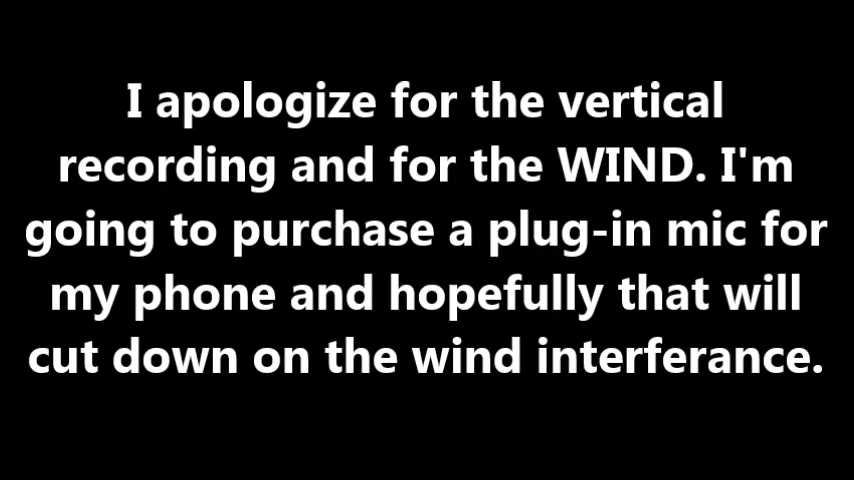 I apologize for the vertical
recording and for the WIND. I'm
going to purchase a plug-in mic for
my phone and hopefully that will
cut down on the wind interferance.